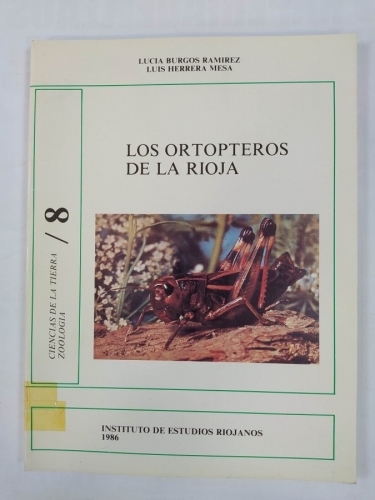 LUCIA BURGOS RAMIREZ
LUIS HERRERA MESA
LOS ORTOPTEROS
DE LA RIOJA
CIENCIAS DE LA TIERRA / 8
ZOOLOGIA
INSTITUTO DE ESTUDIOS RIOJANOS
1986